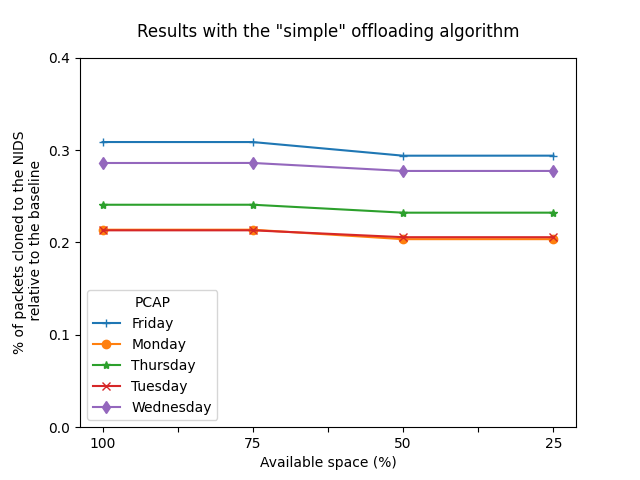 Results with the "simple" offloading algorithm
% of packets cloned to the NIDS
relative to the baseline
0.4
0.3
0.2
0.1
0.0
PCAP
Friday
Monday
Thursday
Tuesday
Wednesday
100
75
50
25
Available space (%)